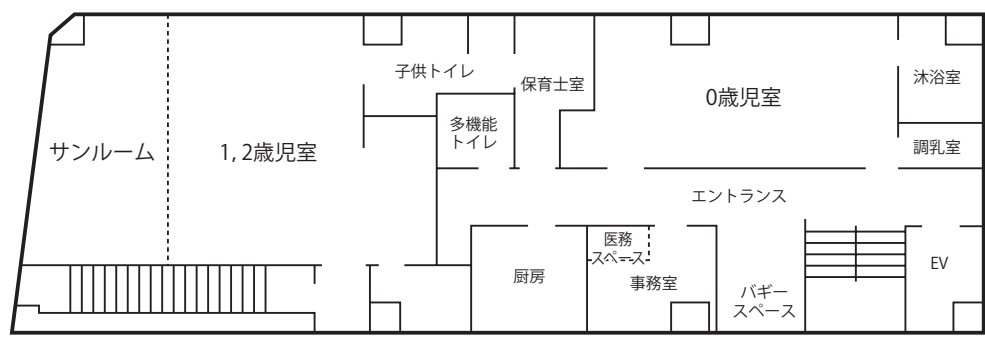 子供トイレ
保育士室
0歳児室
沐浴室
多機能
トイレ
サンルーム
1, 2歳児室
調乳室
エントランス
医務
スペース
厨房
事務室
EV
バギー
スペース